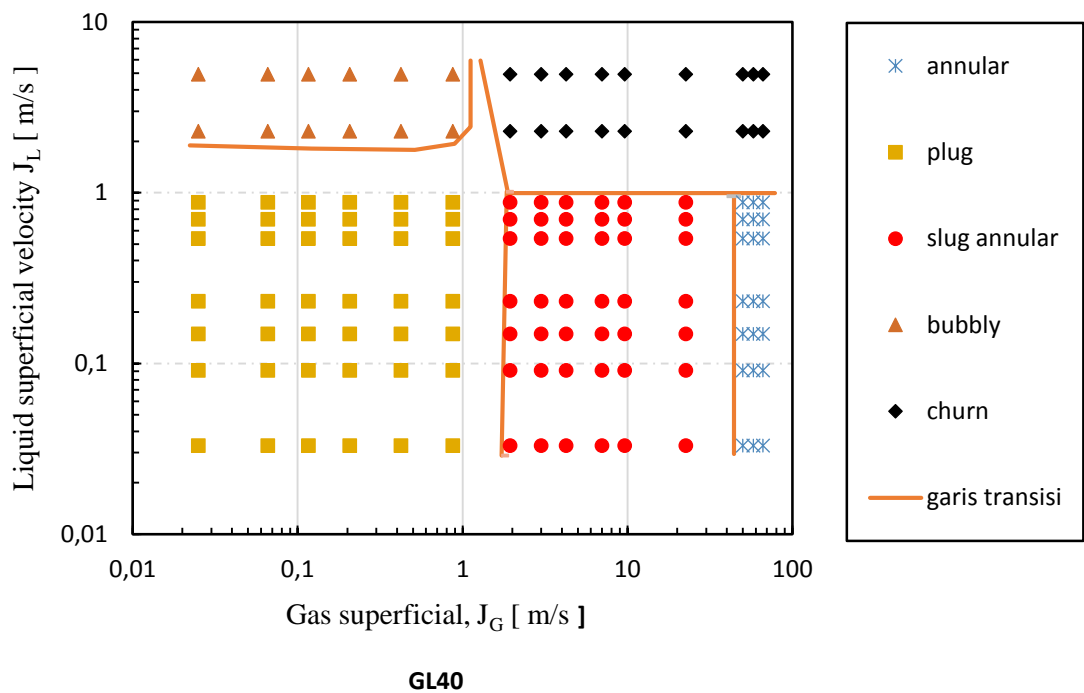 10
1
0,1
0,01
Liquid superficial velocity J_L [ m/s ]
0,01 0,1 1 10 100
Gas superficial, J_G [ m/s ]
annular
plug
slug annular
bubbly
churn
garis transisi
GL40